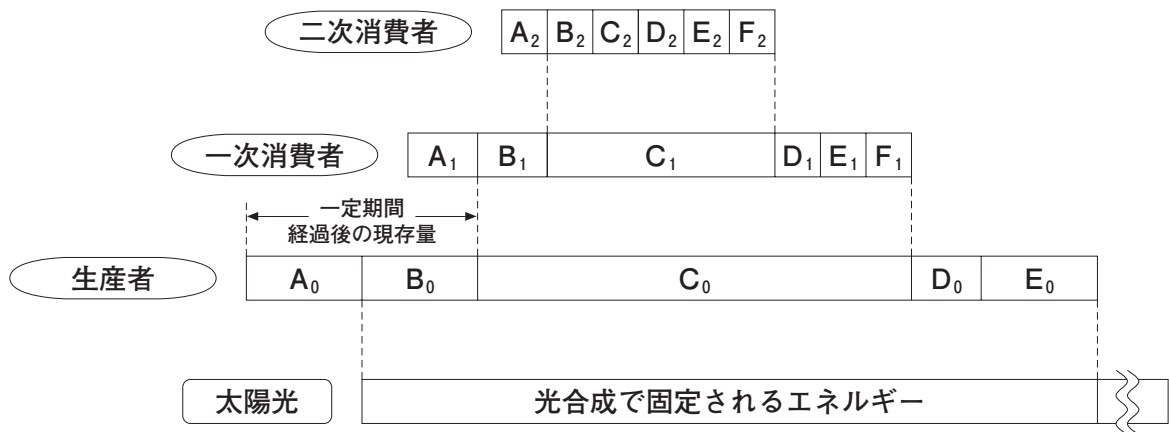 二次消費者 A₂ B₂ C₂ D₂ E₂ F₂
一次消費者 A₁ B₁ C₁ D₁ E₁ F₁
一定期間
経過後の現存量
生産者 A₀ B₀ C₀ D₀ E₀
太陽光 光合成で固定されるエネルギー